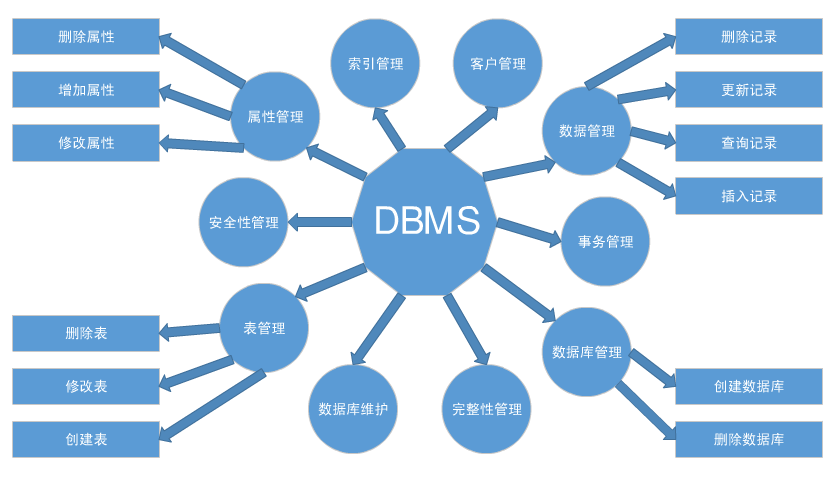 删除属性
增加属性
修改属性
属性管理
索引管理
客户管理
数据管理
删除记录
更新记录
查询记录
插入记录
安全性管理
DBMS
事务管理
表管理
删除表
修改表
创建表
数据库维护
完整性管理
数据库管理
创建数据库
删除数据库